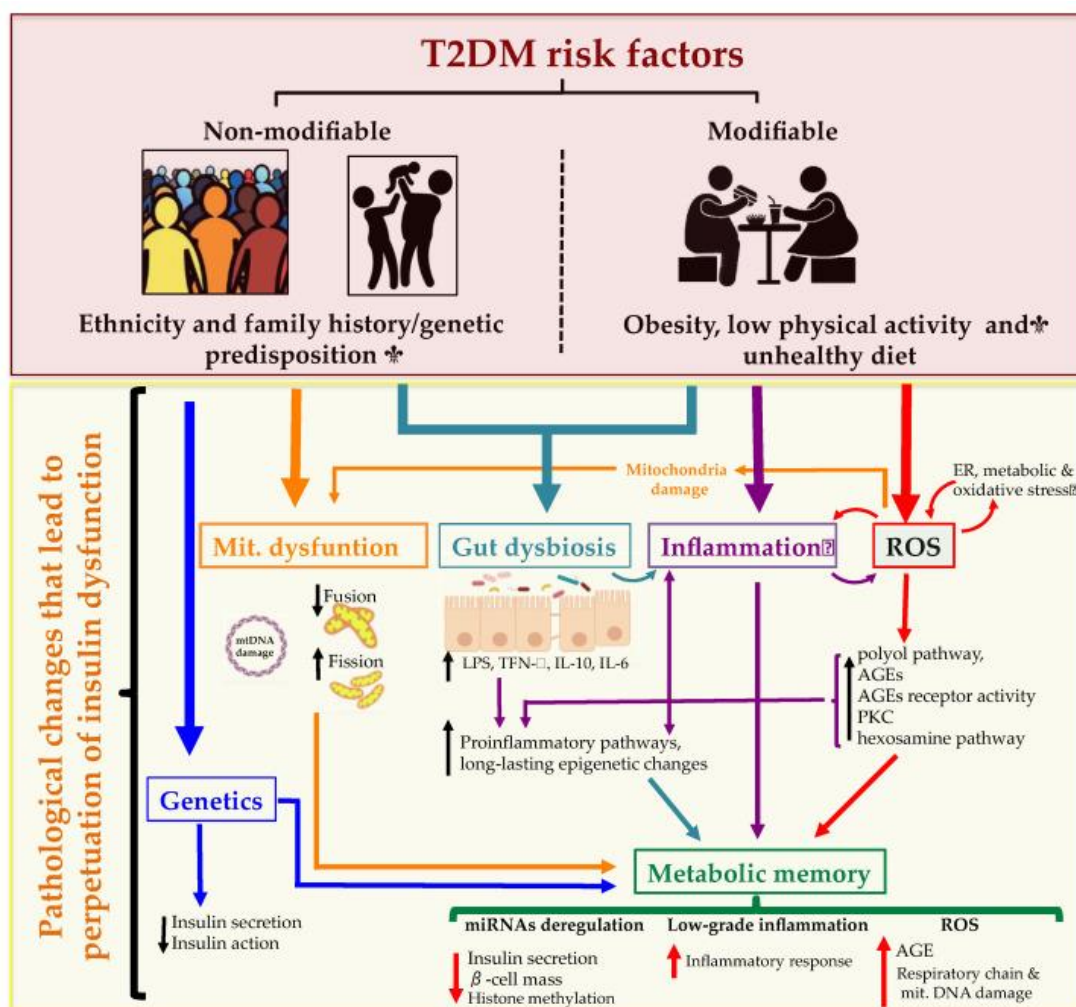 T2DM risk factors
Non-modifiable
Modifiable
Ethnicity and family history/genetic
predisposition ⚜
Obesity, low physical activity and⚜
unhealthy diet
Pathological changes that lead to
perpetuation of insulin dysfunction
Mitochondria
damage
ER, metabolic &
oxidative stress⍰
Mit. dysfuntion
Gut dysbiosis
Inflammation⍰
ROS
mtDNA
damage
Fusion
Fission
LPS, TFN-□, IL-10, IL-6
polyol pathway,
AGEs
AGEs receptor activity
PKC
hexosamine pathway
Proinflammatory pathways,
long-lasting epigenetic changes
Genetics
Insulin secretion
Insulin action
Metabolic memory
miRNAs deregulation
Insulin secretion
β-cell mass
Histone methylation
Low-grade inflammation
Inflammatory response
ROS
AGE
Respiratory chain &
mit. DNA damage